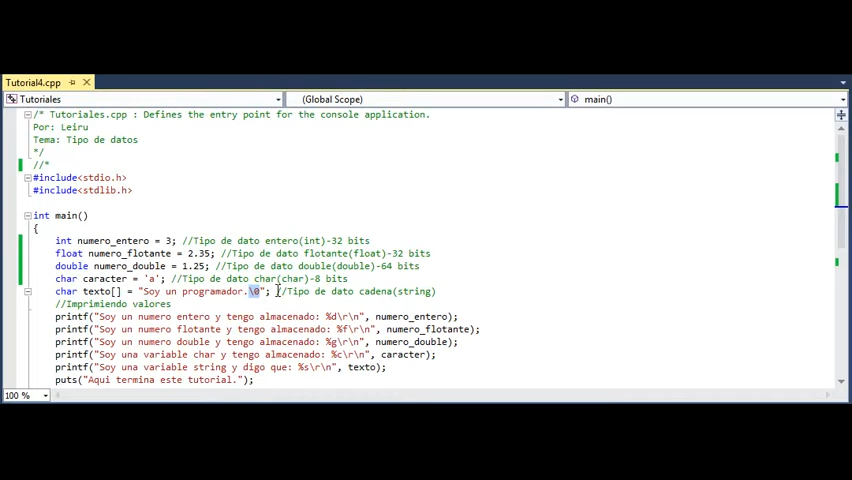 Tutorial4.cpp
Tutoriales (Global Scope) main()
/* Tutoriales.cpp : Defines the entry point for the console application.
Por: Leiru
Tema: Tipo de datos
*/
//*
#include<stdio.h>
#include<stdlib.h>
int main()
{
int numero_entero = 3; //Tipo de dato entero(int)-32 bits
float numero_flotante = 2.35; //Tipo de dato flotante(float)-32 bits
double numero_double = 1.25; //Tipo de dato double(double)-64 bits
char caracter = 'a'; //Tipo de dato char(char)-8 bits
char texto[] = "Soy un programador.\0"; //Tipo de dato cadena(string)
//Imprimiendo valores
printf("Soy un numero entero y tengo almacenado: %d\r\n", numero_entero);
printf("Soy un numero flotante y tengo almacenado: %f\r\n", numero_flotante);
printf("Soy un numero double y tengo almacenado: %g\r\n", numero_double);
printf("Soy una variable char y tengo almacenado: %c\r\n", caracter);
printf("Soy una variable string y digo que: %s\r\n", texto);
puts("Aqui termina este tutorial.");
100 %